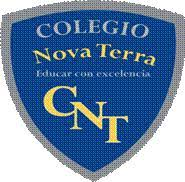 COLEGIO
Nova Terra
Educar con excelencia
CNT